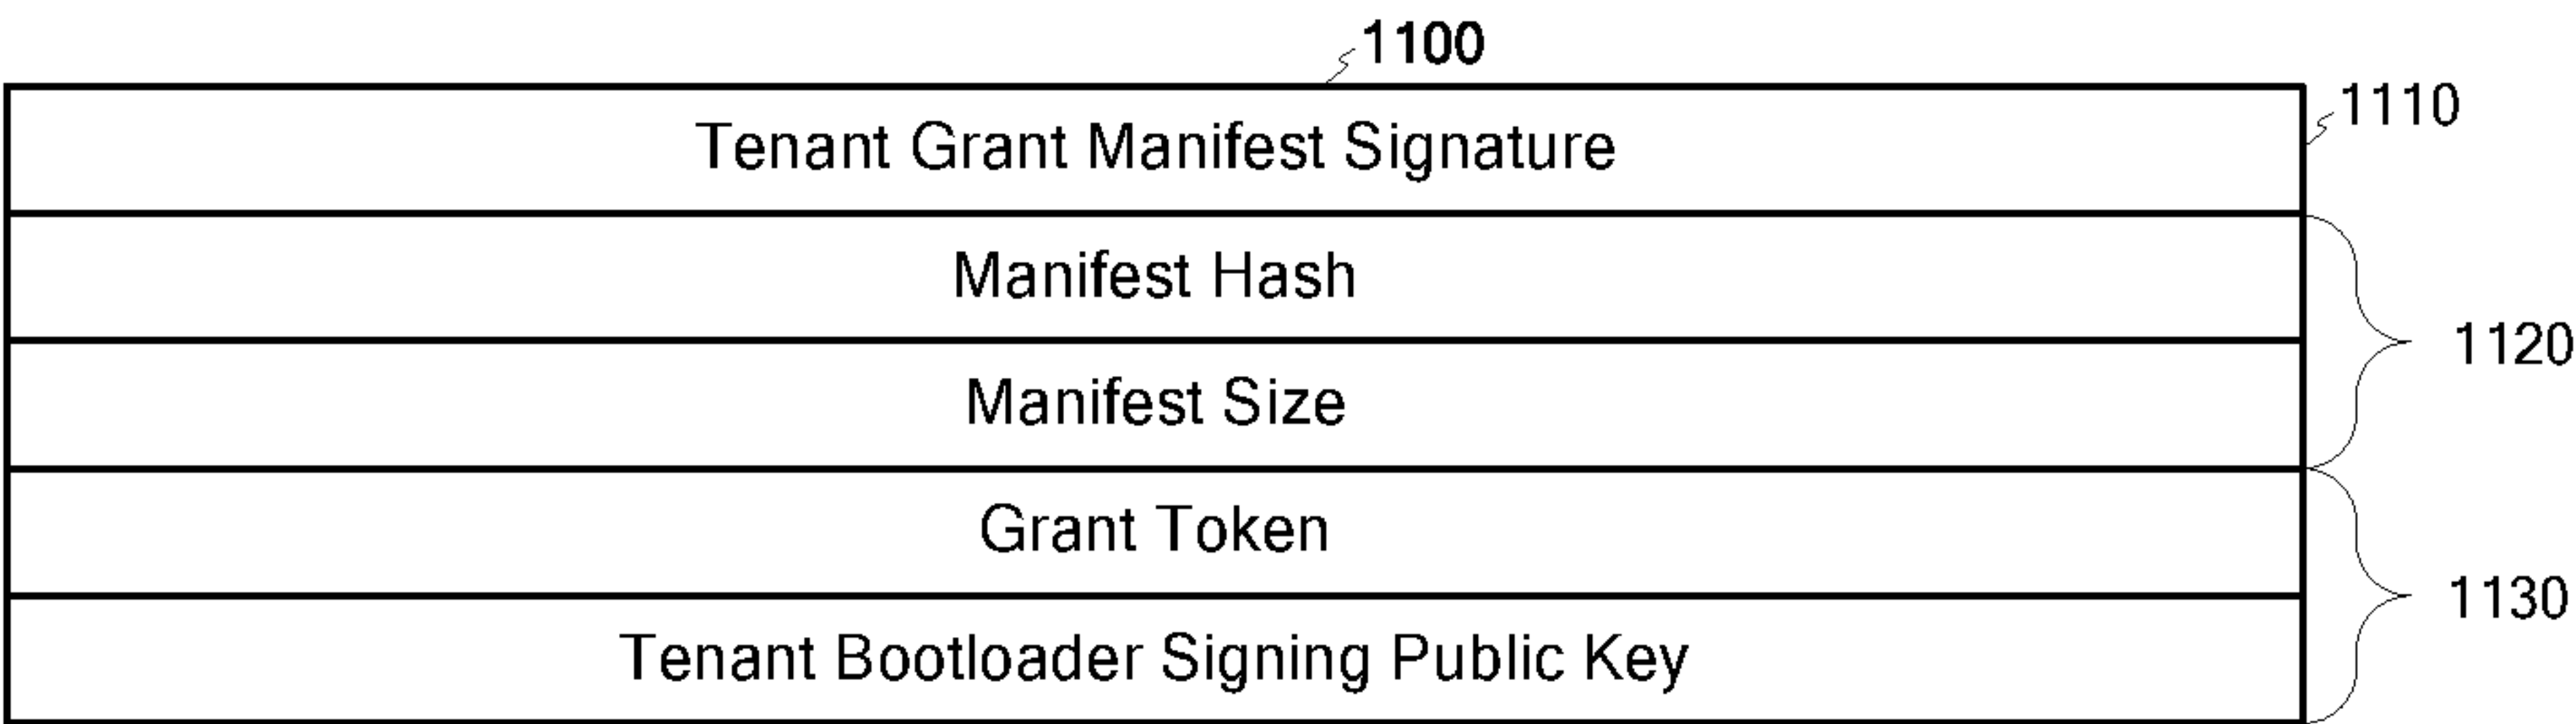 1100
Tenant Grant Manifest Signature
1110
Manifest Hash
Manifest Size
1120
Grant Token
Tenant Bootloader Signing Public Key
1130